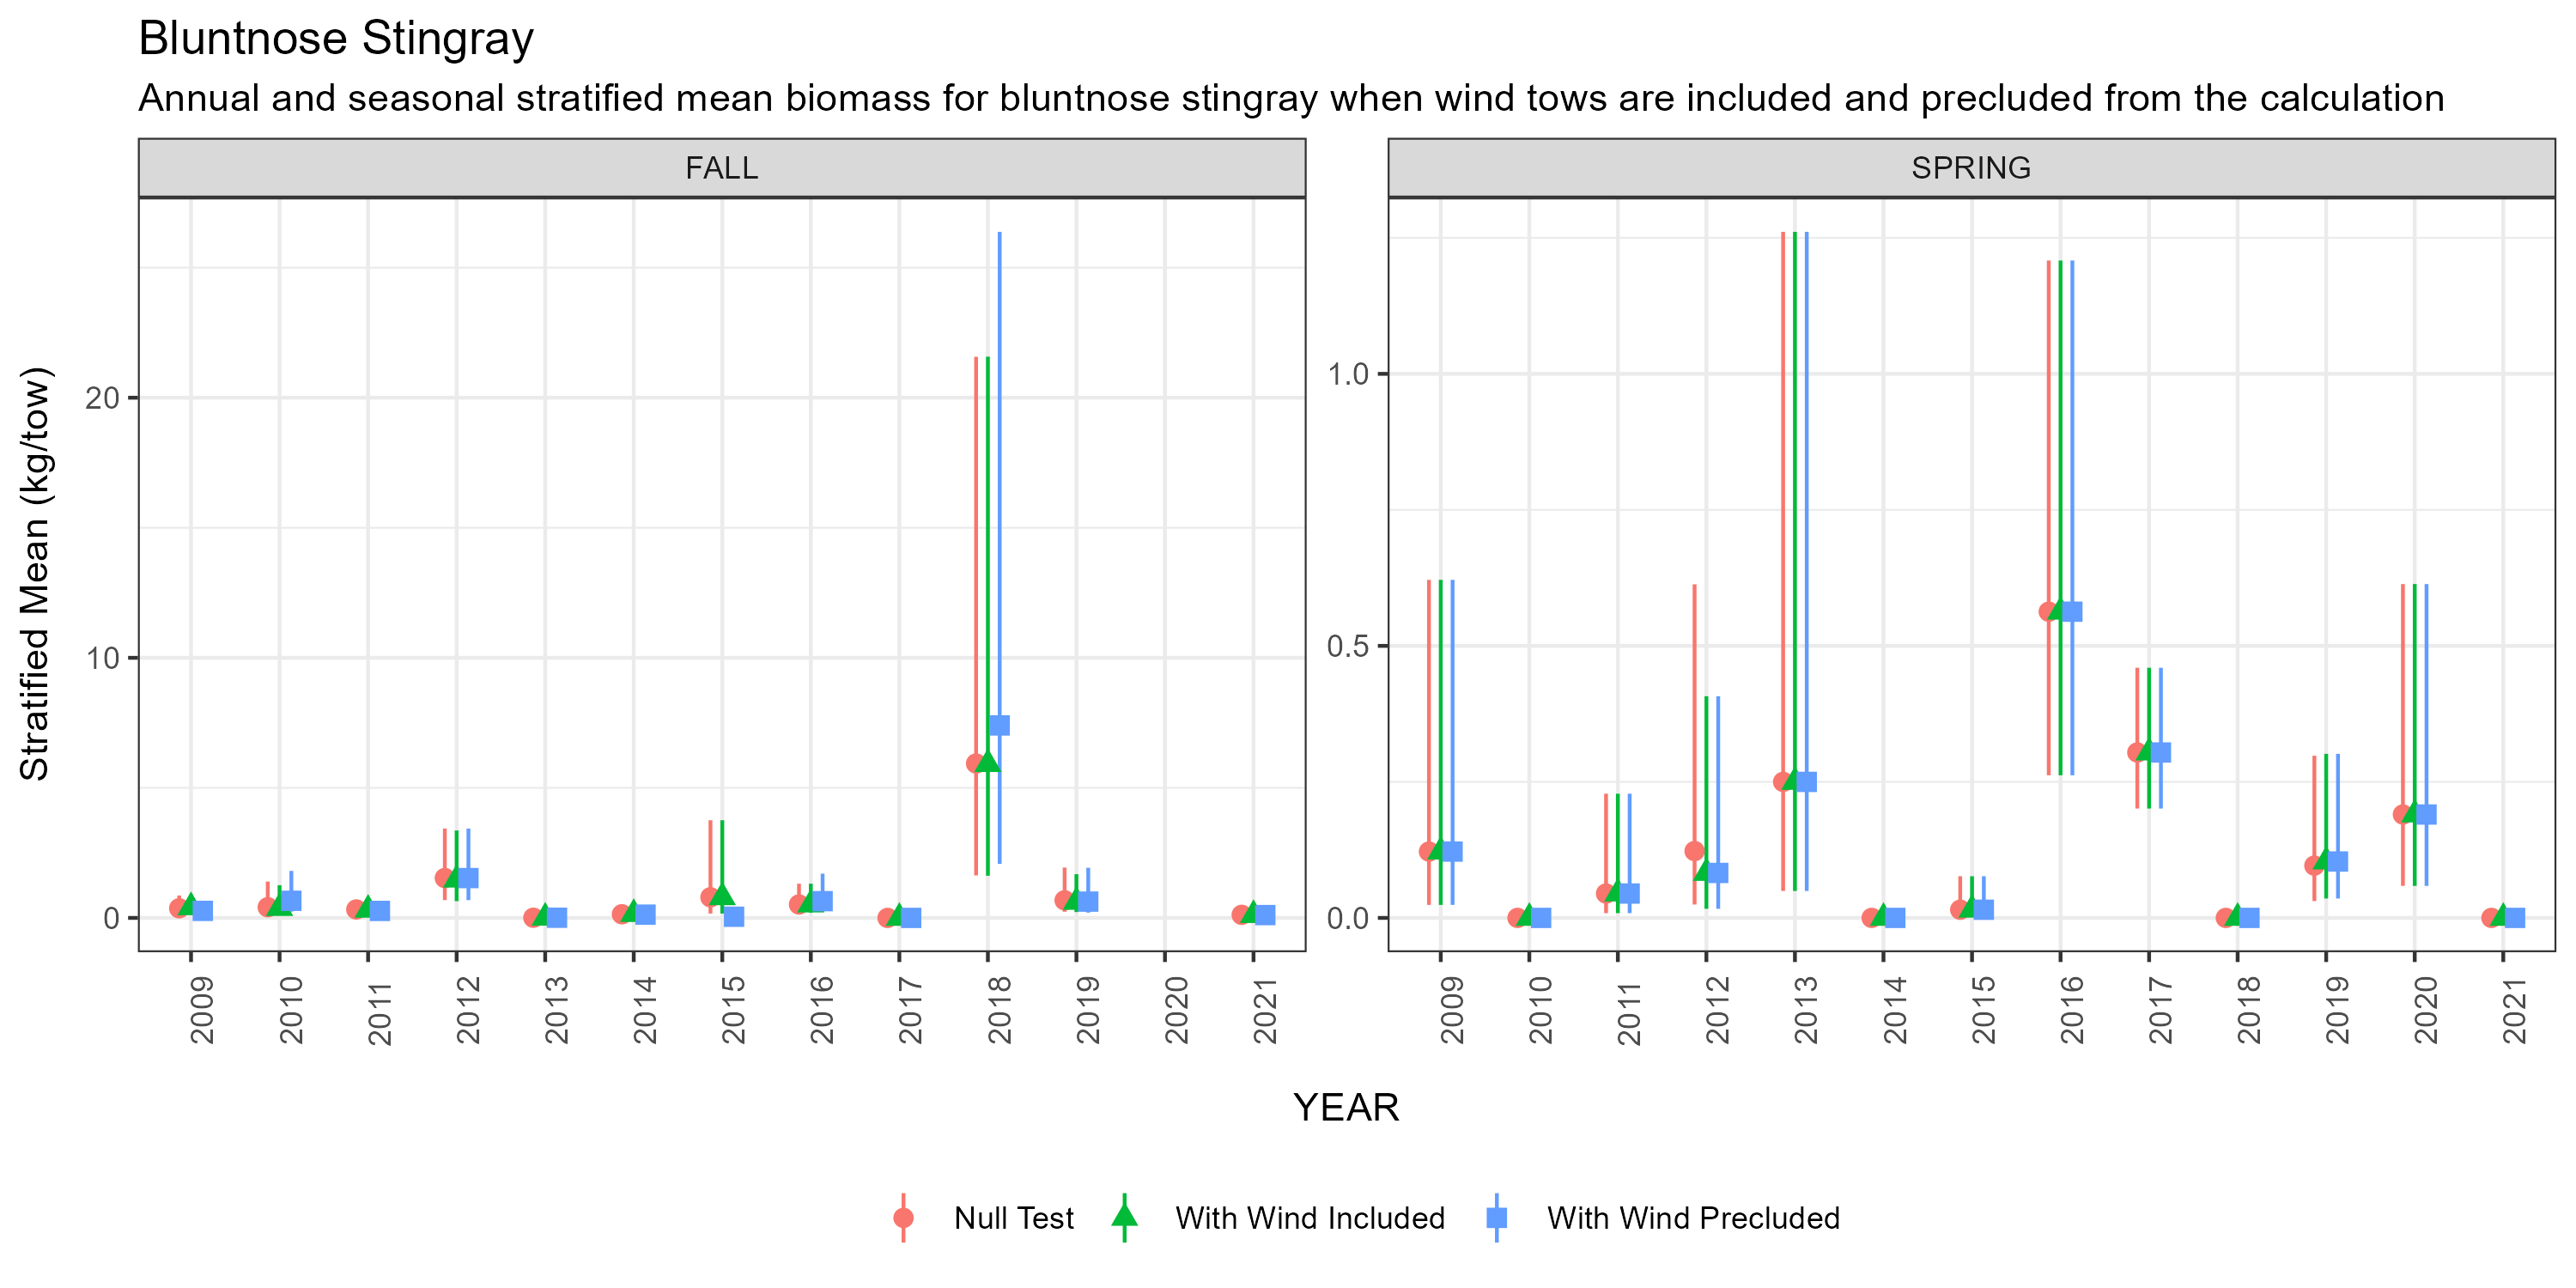 Bluntnose Stingray
Annual and seasonal stratified mean biomass for bluntnose stingray when wind tows are included and precluded from the calculation
FALL
SPRING
Stratified Mean (kg/tow)
20
10
0
1.0
0.5
0.0
2009 2010 2011 2012 2013 2014 2015 2016 2017 2018 2019 2020 2021
2009 2010 2011 2012 2013 2014 2015 2016 2017 2018 2019 2020 2021
YEAR
Null Test With Wind Included With Wind Precluded